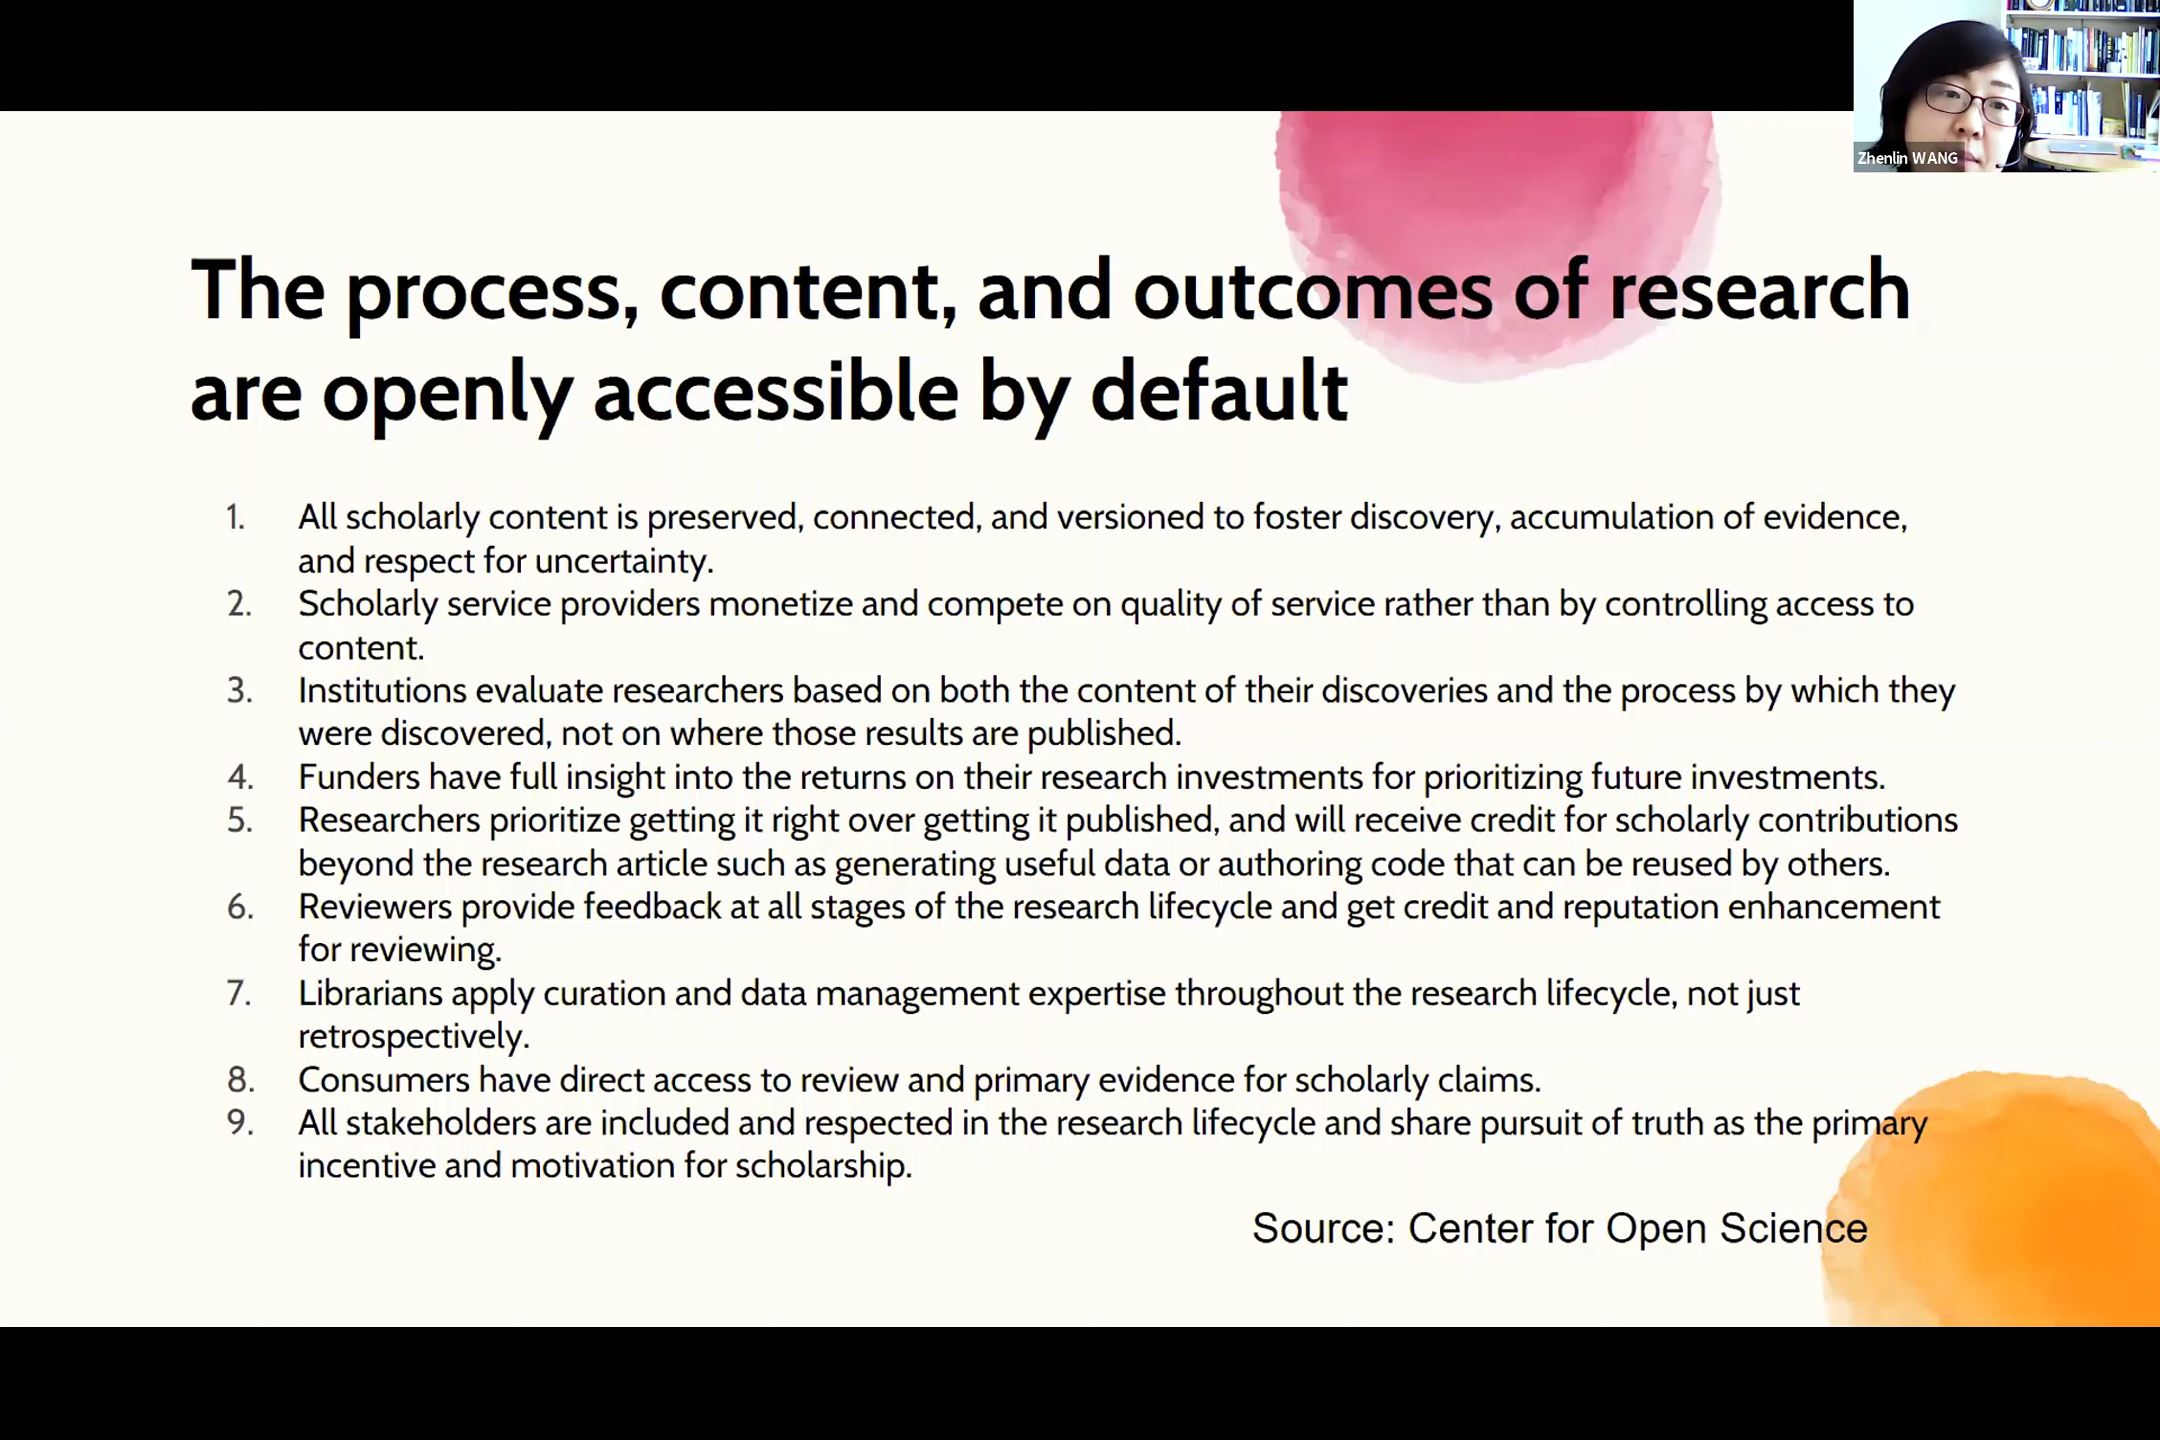 Zhenlin WANG
The process, content, and outcomes of research
are openly accessible by default
1. All scholarly content is preserved, connected, and versioned to foster discovery, accumulation of evidence,
and respect for uncertainty.
2. Scholarly service providers monetize and compete on quality of service rather than by controlling access to
content.
3. Institutions evaluate researchers based on both the content of their discoveries and the process by which they
were discovered, not on where those results are published.
4. Funders have full insight into the returns on their research investments for prioritizing future investments.
5. Researchers prioritize getting it right over getting it published, and will receive credit for scholarly contributions
beyond the research article such as generating useful data or authoring code that can be reused by others.
6. Reviewers provide feedback at all stages of the research lifecycle and get credit and reputation enhancement
for reviewing.
7. Librarians apply curation and data management expertise throughout the research lifecycle, not just
retrospectively.
8. Consumers have direct access to review and primary evidence for scholarly claims.
9. All stakeholders are included and respected in the research lifecycle and share pursuit of truth as the primary
incentive and motivation for scholarship.
Source: Center for Open Science